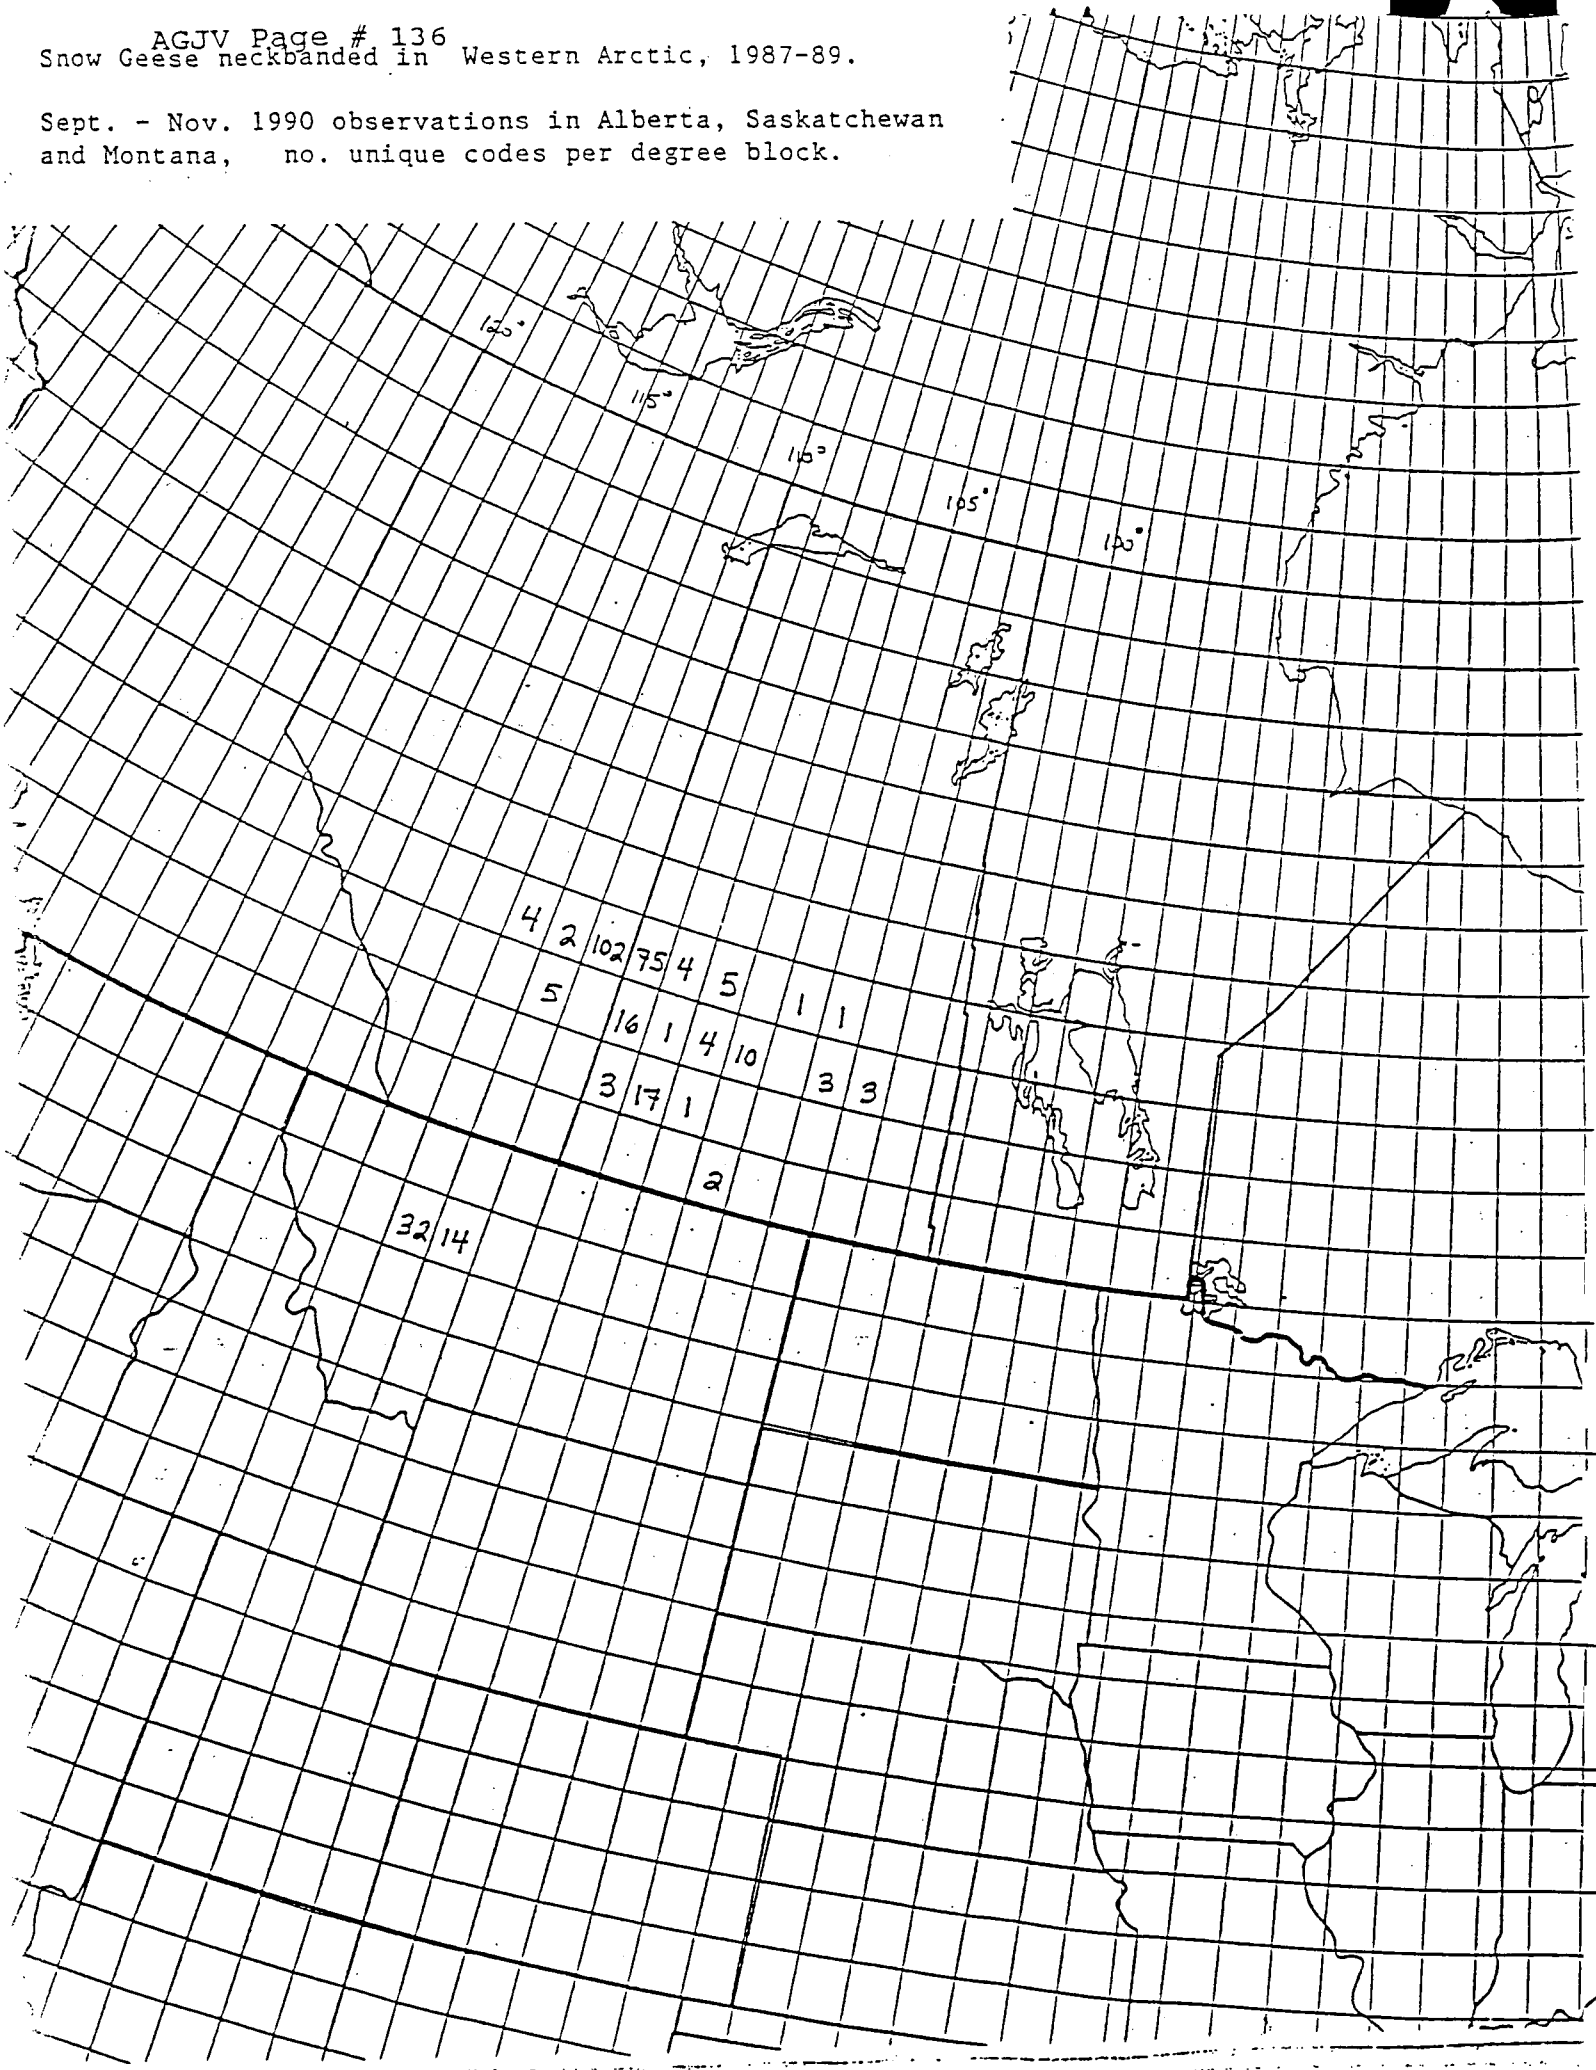 AGJV Page # 136
Snow Geese neckbanded in Western Arctic, 1987-89.
Sept. - Nov. 1990 observations in Alberta, Saskatchewan
and Montana, no. unique codes per degree block.
120°
115°
110°
105°
100°
4 2 102 75 4 5 1 1
5 16 1 4 10 3 3
3 17 1
2
32 14